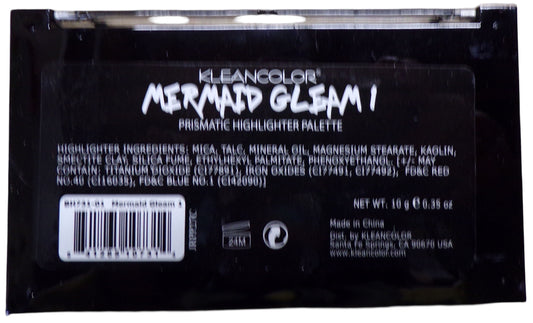 KLEANCOLOR®
MERMAID GLEAM 1
PRISMATIC HIGHLIGHTER PALETTE
HIGHLIGHTER INGREDIENTS: MICA, TALC, MINERAL OIL, MAGNESIUM STEARATE, KAOLIN,
SMECTITE CLAY, SILICA FUME, ETHYLHEXYL PALMITATE, PHENOXYETHANOL, [+/- MAY
CONTAIN: TITANIUM DIOXIDE (CI77891), IRON OXIDES (CI77491, CI77492), FD&C RED
NO.40 (CI16035), FD&C BLUE NO.1 (CI42090)]
Mermaid Gleam 1
NET WT. 10 g ℮ 0.35 oz
24M
Made in China
Dist. by KLEANCOLOR
Santa Fe Springs, CA 90670 USA
www.kleancolor.com